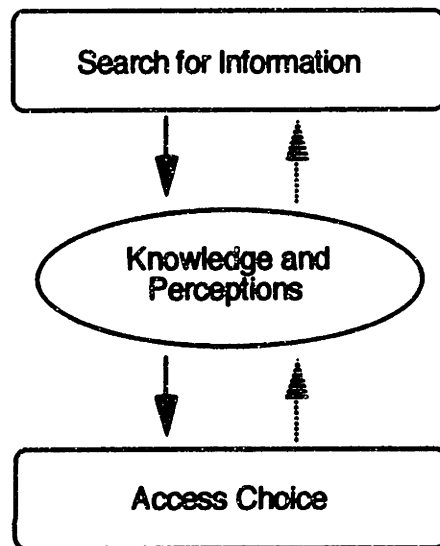 Search for Information
Knowledge and
Perceptions
Access Choice